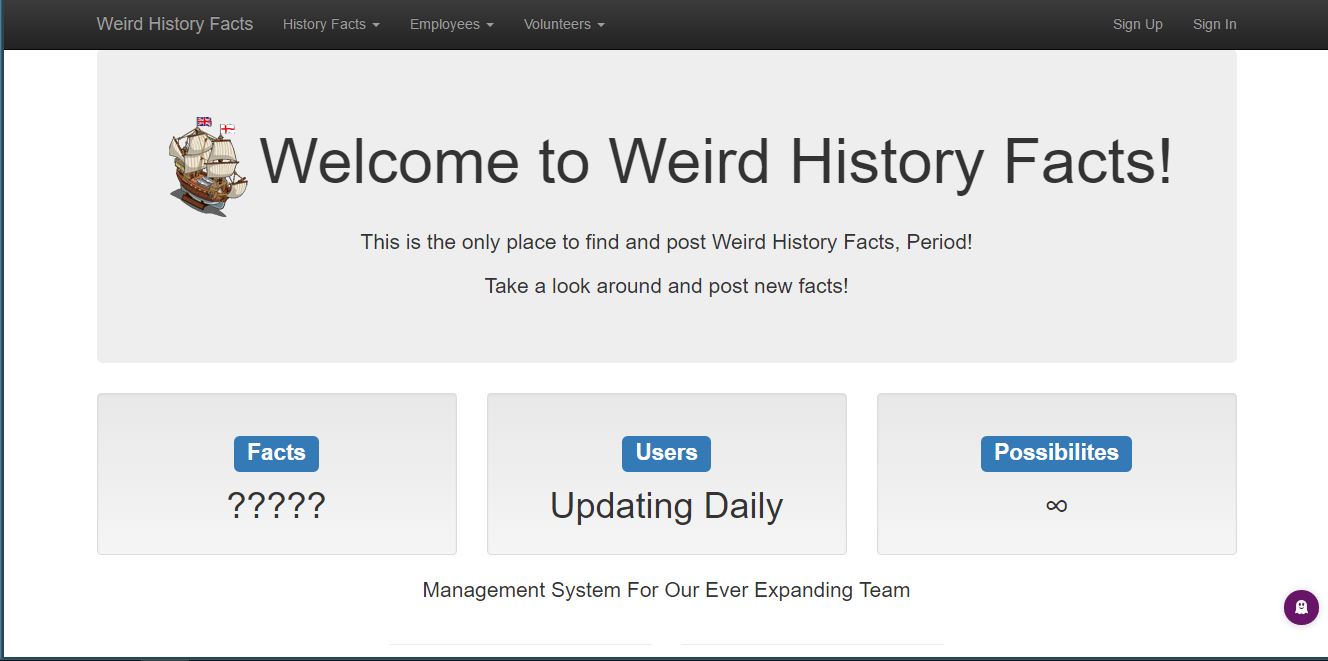 Weird History Facts History Facts Employees Volunteers Sign Up Sign In
Welcome to Weird History Facts!
This is the only place to find and post Weird History Facts, Period!
Take a look around and post new facts!
Facts Users Possibilites
????? Updating Daily ∞
Management System For Our Ever Expanding Team